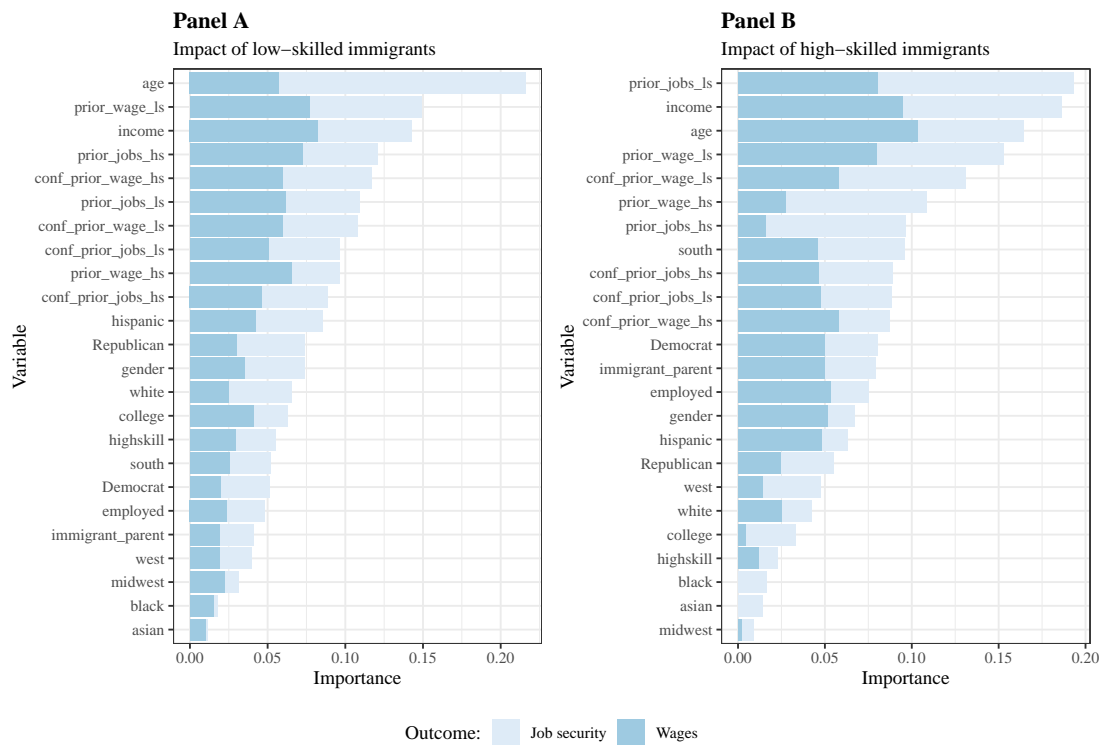 Panel A
Impact of low−skilled immigrants
Variable
age
prior_wage_ls
income
prior_jobs_hs
conf_prior_wage_hs
prior_jobs_ls
conf_prior_wage_ls
conf_prior_jobs_ls
prior_wage_hs
conf_prior_jobs_hs
hispanic
Republican
gender
white
college
highskill
south
Democrat
employed
immigrant_parent
west
midwest
black
asian
0.00 0.05 0.10 0.15 0.20
Importance
Panel B
Impact of high−skilled immigrants
Variable
prior_jobs_ls
income
age
prior_wage_ls
conf_prior_wage_ls
prior_wage_hs
prior_jobs_hs
south
conf_prior_jobs_hs
conf_prior_jobs_ls
conf_prior_wage_hs
Democrat
immigrant_parent
employed
gender
hispanic
Republican
west
white
college
highskill
black
asian
midwest
0.00 0.05 0.10 0.15 0.20
Importance
Outcome: Job security Wages